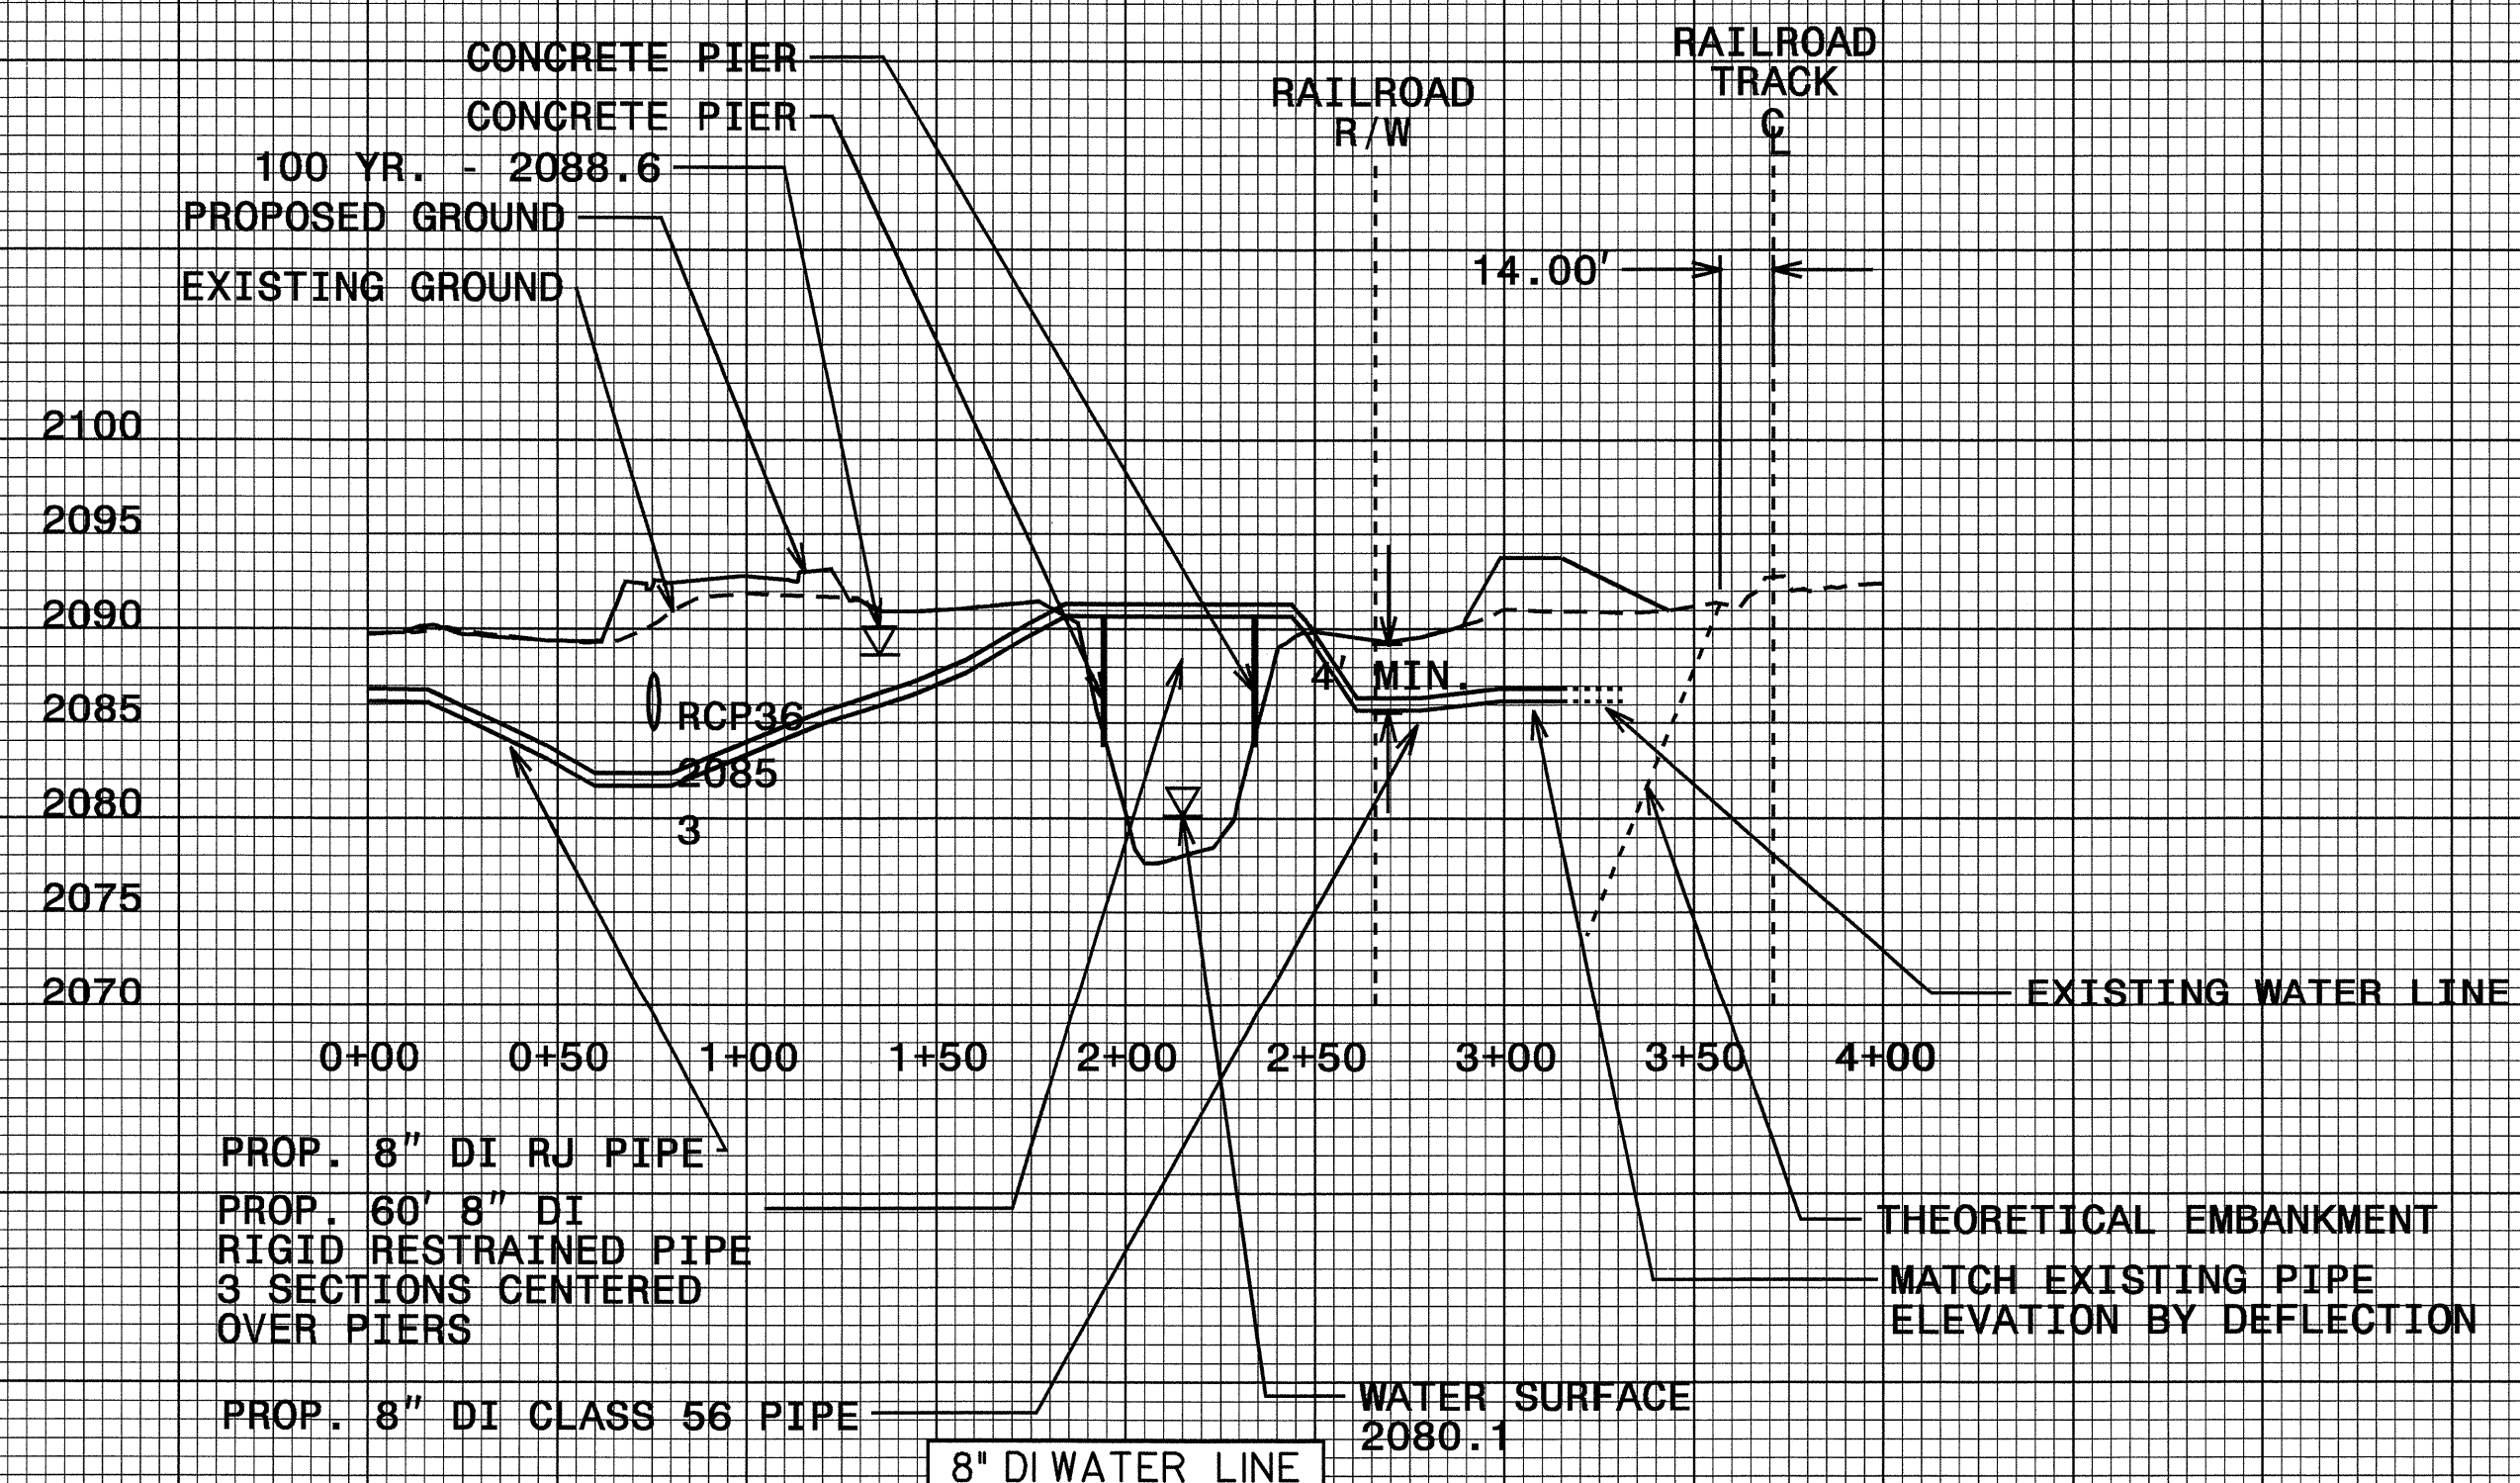 CONCRETE PIER
CONCRETE PIER
100 YR. - 2088.6
PROPOSED GROUND
EXISTING GROUND
RAILROAD
R/W
RAILROAD
TRACK
CL
14.00'
2100
2095
2090
2085
2080
2075
2070
RCP36
2085
3
4' MIN.
0+00 0+50 1+00 1+50 2+00 2+50 3+00 3+50 4+00
EXISTING WATER LINE
PROP. 8" DI RJ PIPE
PROP. 60' 8" DI
RIGID RESTRAINED PIPE
3 SECTIONS CENTERED
OVER PIERS
PROP. 8" DI CLASS 56 PIPE
THEORETICAL EMBANKMENT
MATCH EXISTING PIPE
ELEVATION BY DEFLECTION
WATER SURFACE
2080.1
8" DI WATER LINE